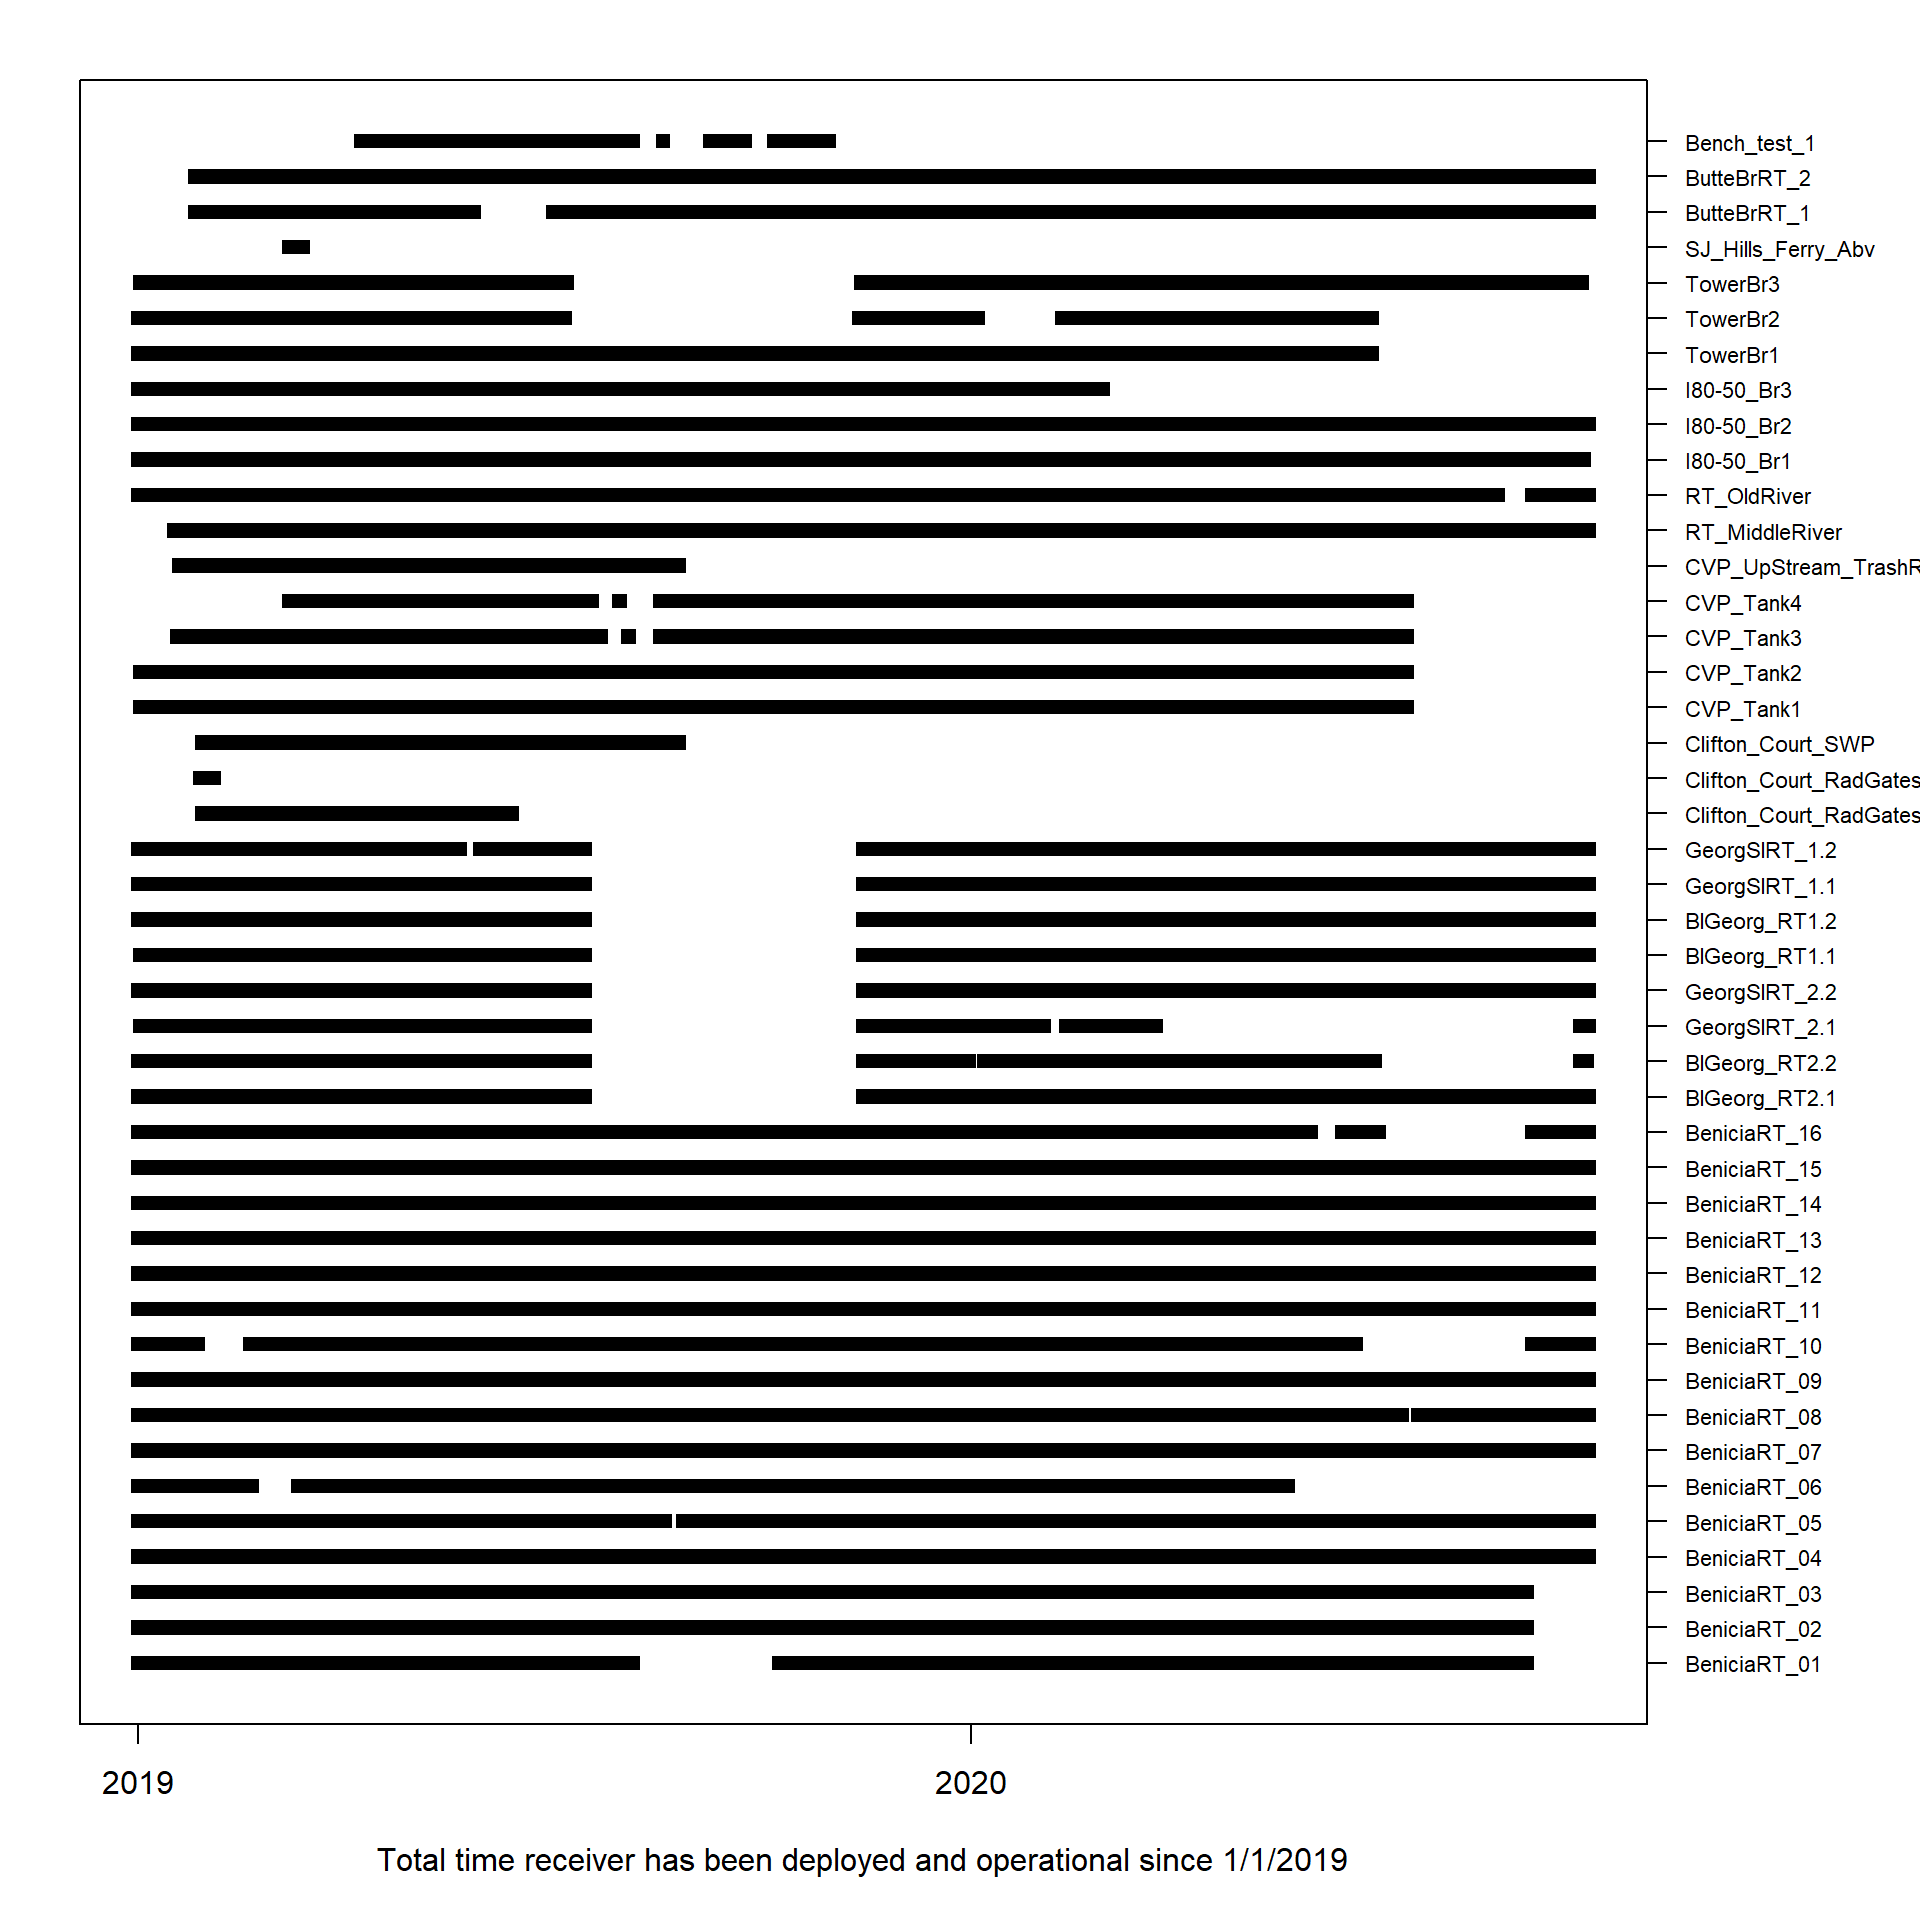 Bench_test_1
ButteBrRT_2
ButteBrRT_1
SJ_Hills_Ferry_Abv
TowerBr3
TowerBr2
TowerBr1
I80-50_Br3
I80-50_Br2
I80-50_Br1
RT_OldRiver
RT_MiddleRiver
CVP_UpStream_TrashR
CVP_Tank4
CVP_Tank3
CVP_Tank2
CVP_Tank1
Clifton_Court_SWP
Clifton_Court_RadGates
Clifton_Court_RadGates
GeorgSlRT_1.2
GeorgSlRT_1.1
BlGeorg_RT1.2
BlGeorg_RT1.1
GeorgSlRT_2.2
GeorgSlRT_2.1
BlGeorg_RT2.2
BlGeorg_RT2.1
BeniciaRT_16
BeniciaRT_15
BeniciaRT_14
BeniciaRT_13
BeniciaRT_12
BeniciaRT_11
BeniciaRT_10
BeniciaRT_09
BeniciaRT_08
BeniciaRT_07
BeniciaRT_06
BeniciaRT_05
BeniciaRT_04
BeniciaRT_03
BeniciaRT_02
BeniciaRT_01
2019 2020
Total time receiver has been deployed and operational since 1/1/2019